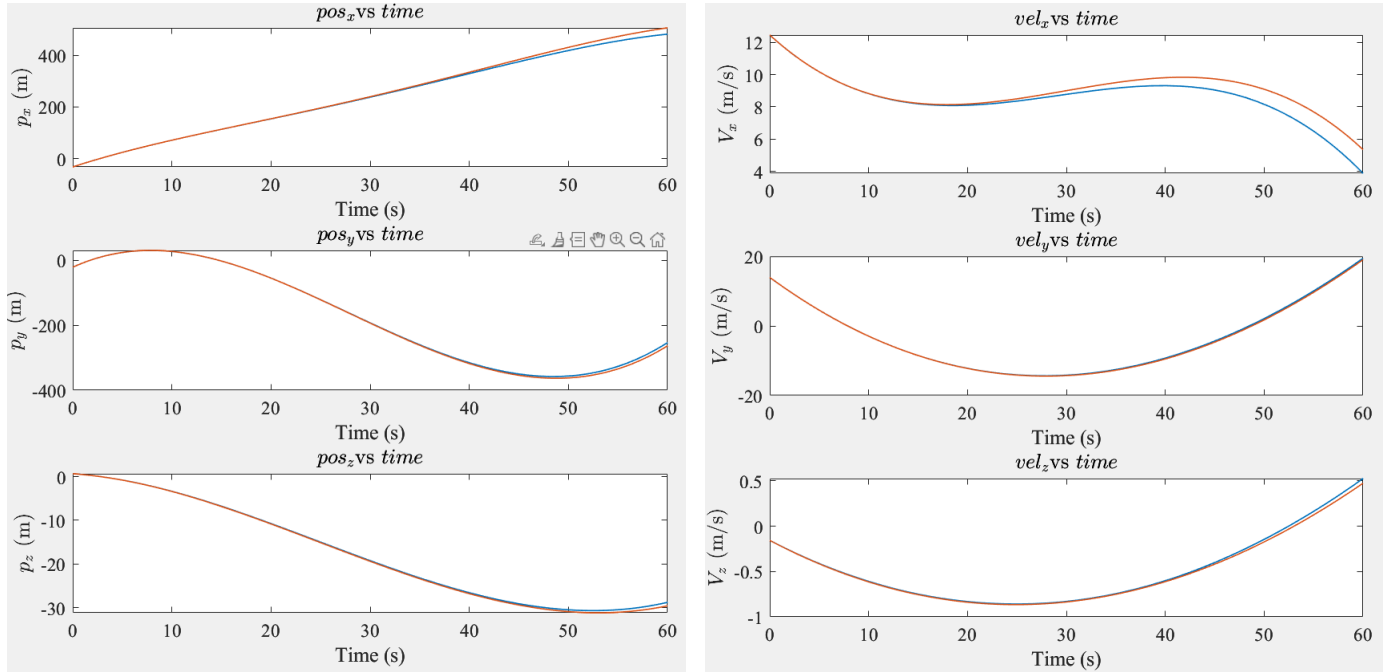 pos_x vs time
400
200
0
p_x (m)
0 10 20 30 40 50 60
Time (s)
pos_y vs time
0
-200
-400
p_y (m)
0 10 20 30 40 50 60
Time (s)
pos_z vs time
0
-10
-20
-30
p_z (m)
0 10 20 30 40 50 60
Time (s)
vel_x vs time
12
10
8
6
4
V_x (m/s)
0 10 20 30 40 50 60
Time (s)
vel_y vs time
20
0
-20
V_y (m/s)
0 10 20 30 40 50 60
Time (s)
vel_z vs time
0.5
0
-0.5
-1
V_z (m/s)
0 10 20 30 40 50 60
Time (s)